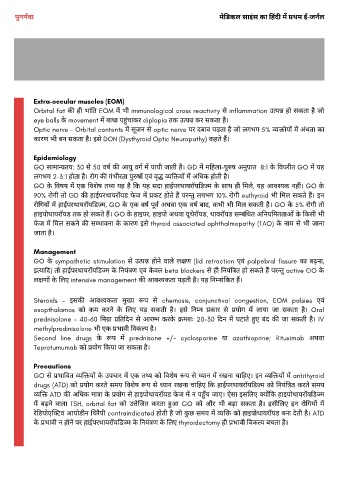 पुनर्नवा
मेडिकल साइंस का हिंदी में प्रथम ई-जर्नल
Extra-occular muscles (EOM)
Orbital fat की ही भांति EOM में भी immunological cross reactivity से inflammation उत्पन्न हो सकता है जो
eye balls के movement में बाधा पहुंचाकर diplopia तक उत्पन्न कर सकता है।
Optic nerve - Orbital contents में सूजन से optic nerve पर दबाव पड़ता है जो लगभग 5% व्यक्तियों में अंधता का
कारण भी बन सकता है। इसे DON (Dysthyroid Optic Neuropathy) कहते हैं।
Epidemiology
GO सामान्यतः 30 से 50 वर्ष की आयु वर्ग में पायी जाती है। GD में महिला-पुरुष अनुपात 8:1 के विपरीत GO में यह
लगभग 2-3:1 होता है। रोग की गंभीरता पुरुषों एवं वृद्ध व्यक्तियों में अधिक होती है।
GO के विषय में एक विशेष तथ्य यह है कि यह सदा हाईपरथायरॉयडिज्म के साथ ही मिले, यह आवश्यक नहीं। GO के
90% रोगी तो GD की हाईपरथायरॉयड फेज में प्रकट होते हैं परन्तु लगभग 10% रोगी euthyroid भी मिल सकते हैं। इन
रोगियों में हाईपरथायरॉयडिज्म, GO के एक वर्ष पूर्व अथवा एक वर्ष बाद, कभी भी मिल सकती है। GO के 5% रोगी तो
हाइपोथायरॉयड तक हो सकते हैं। GO के हाइपर, हाइपो अथवा यूथेरॉयड, थायरॉयड सम्बंधित अनियमितताओं के किसी भी
फेज में मिल सकने की सम्भावना के कारण इसे thyroid associated ophthalmopathy (TAO) के नाम से भी जाना
जाता है।
Management
GO के sympathetic stimulation से उत्पन्न होने वाले लक्षण (lid retraction एवं palpebral fissure का बढ़ना,
इत्यादि) तो हाईपरथायरॉयडिज्म के नियंत्रण एवं केवल beta blockers से ही नियंत्रित हो सकते हैं परन्तु active GO के
लक्षणों के लिए intensive management की आवश्यकता पड़ती है। यह निम्नांकित हैं।
Steroids - इसकी आवश्यकता मुख्य रूप से chemosis, conjunctival congestion, EOM palsies एवं
exopthalamos को कम करने के लिए पड़ सकती है। इसे निम्न प्रकार से प्रयोग में लाया जा सकता है। Oral
prednisolone - 40-60 मिग्रा प्रतिदिन से आरम्भ करके क्रमशः 20-30 दिन में घटाते हुए बंद की जा सकती है। IV
methylprednisolone भी एक प्रभावी विकल्प है।
Second line drugs के रूप में prednisone +/- cyclosporine या azathioprine; Rituximab अथवा
Teprotumumab को प्रयोग किया जा सकता है।
Precautions
GO से प्रभावित व्यक्तियों के उपचार में एक तथ्य को विशेष रूप से ध्यान में रखना चाहिए। इन व्यक्तियों में antithyroid
drugs (ATD) को प्रयोग करते समय विशेष रूप से ध्यान रखना चाहिए कि हाईपरथायरॉयडिज्म को नियंत्रित करते समय
व्यक्ति ATD की अधिक मात्रा के प्रयोग से हाइपोथायरॉयड फेज में न पहुँच जाए। ऐसा इसलिए क्योंकि हाइपोथायरॉयडिज्म
में बढ़ने वाला TSH, orbital fat को उत्तेजित करता हुआ GO को और भी बढ़ा सकता है। इसीलिए इन रोगियों में
रेडियोएक्टिव आयोडीन थिरैपी contraindicated होती है जो कुछ समय में व्यक्ति को हाइपोथायरॉयड बना देती है। ATD
के प्रभावी न होने पर हाईपरथायरॉयडिज्म के नियंत्रण के लिए thyroidectomy ही प्रभावी विकल्प बचता है।